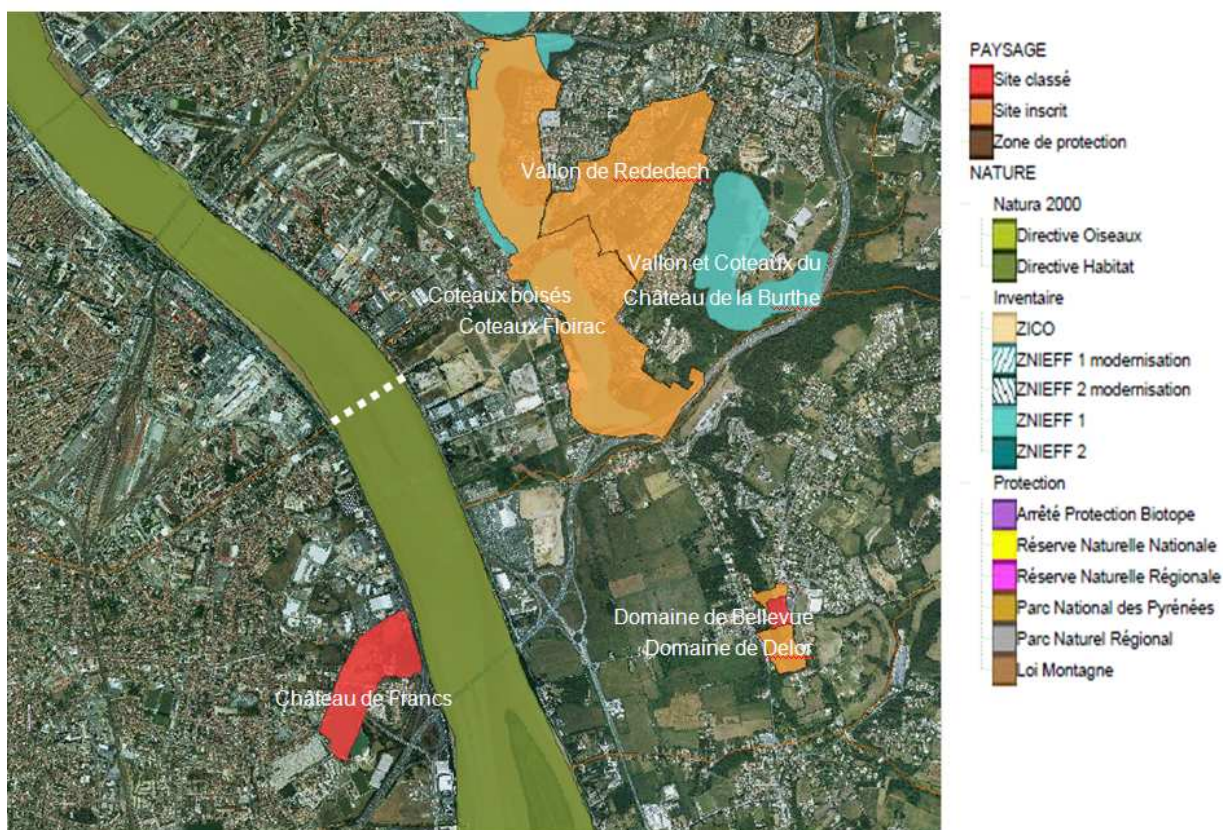 Vallon de Rededech
Vallon et Coteaux du
Château de la Burthe
Coteaux boisés
Coteaux Floirac
Domaine de Bellevue
Domaine de Delor
Château de Francs
PAYSAGE
Site classé
Site inscrit
Zone de protection
NATURE
Natura 2000
Directive Oiseaux
Directive Habitat
Inventaire
ZICO
ZNIEFF 1 modernisation
ZNIEFF 2 modernisation
ZNIEFF 1
ZNIEFF 2
Protection
Arrêté Protection Biotope
Réserve Naturelle Nationale
Réserve Naturelle Régionale
Parc National des Pyrénées
Parc Naturel Régional
Loi Montagne